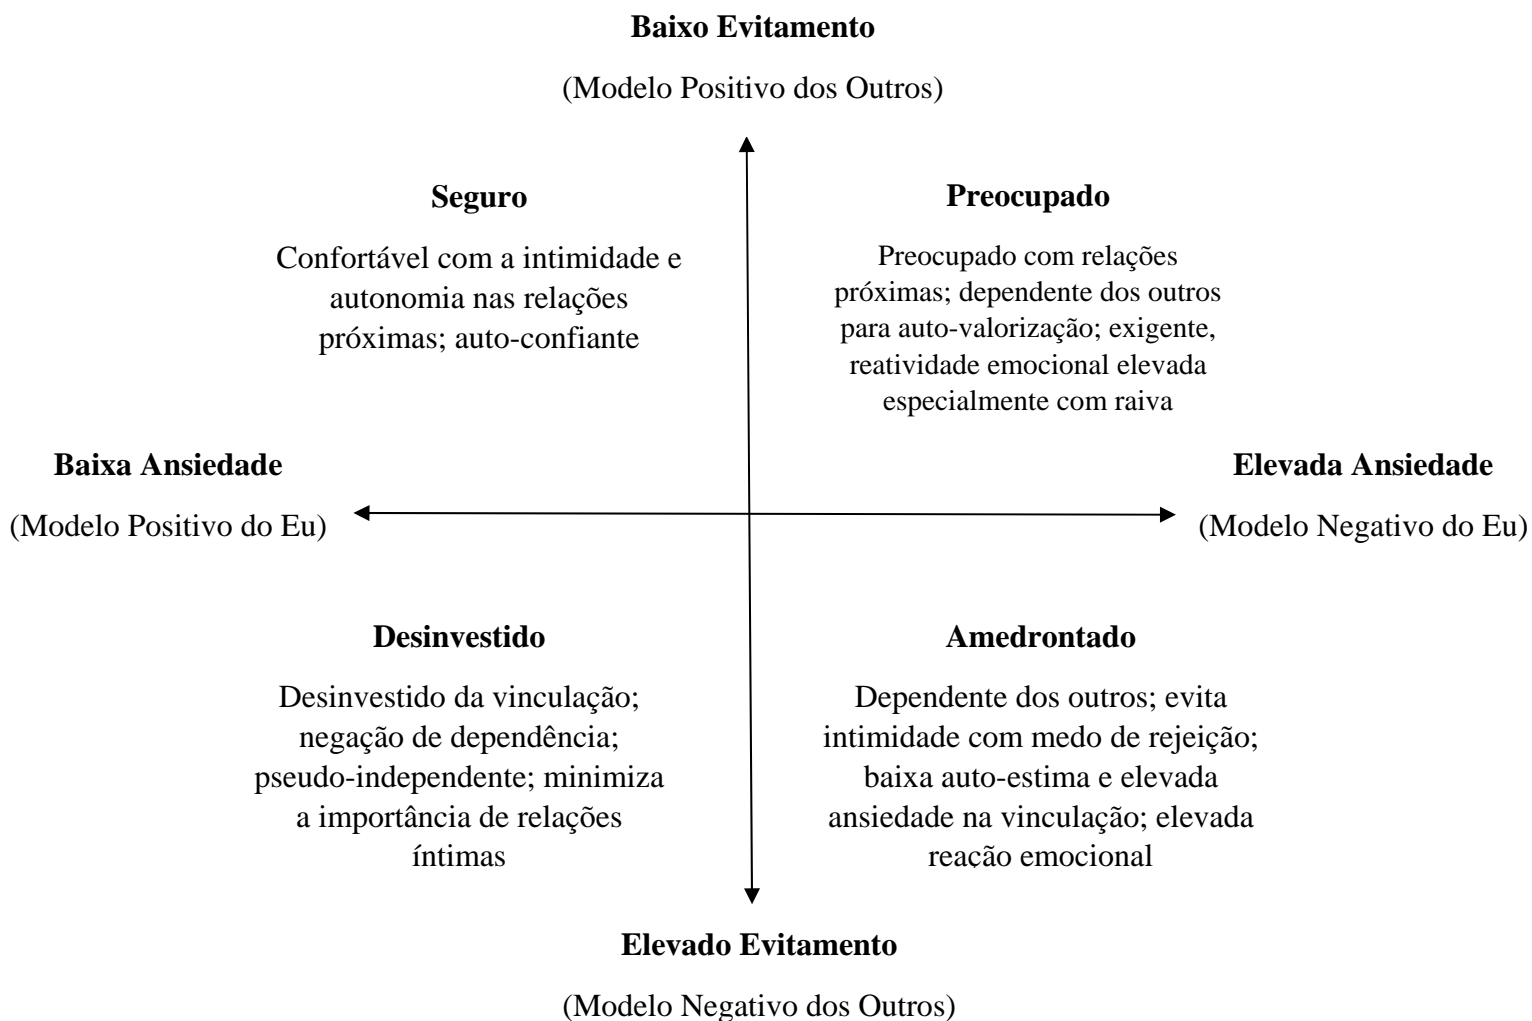 Baixo Evitamento
(Modelo Positivo dos Outros)
Seguro
Confortável com a intimidade e
autonomia nas relações
próximas; auto-confiante
Preocupado
Preocupado com relações
próximas; dependente dos outros
para auto-valorização; exigente,
reatividade emocional elevada
especialmente com raiva
Baixa Ansiedade
(Modelo Positivo do Eu)
Elevada Ansiedade
(Modelo Negativo do Eu)
Desinvestido
Desinvestido da vinculação;
negação de dependência;
pseudo-independente; minimiza
a importância de relações
íntimas
Amedrontado
Dependente dos outros; evita
intimidade com medo de rejeição;
baixa auto-estima e elevada
ansiedade na vinculação; elevada
reação emocional
Elevado Evitamento
(Modelo Negativo dos Outros)